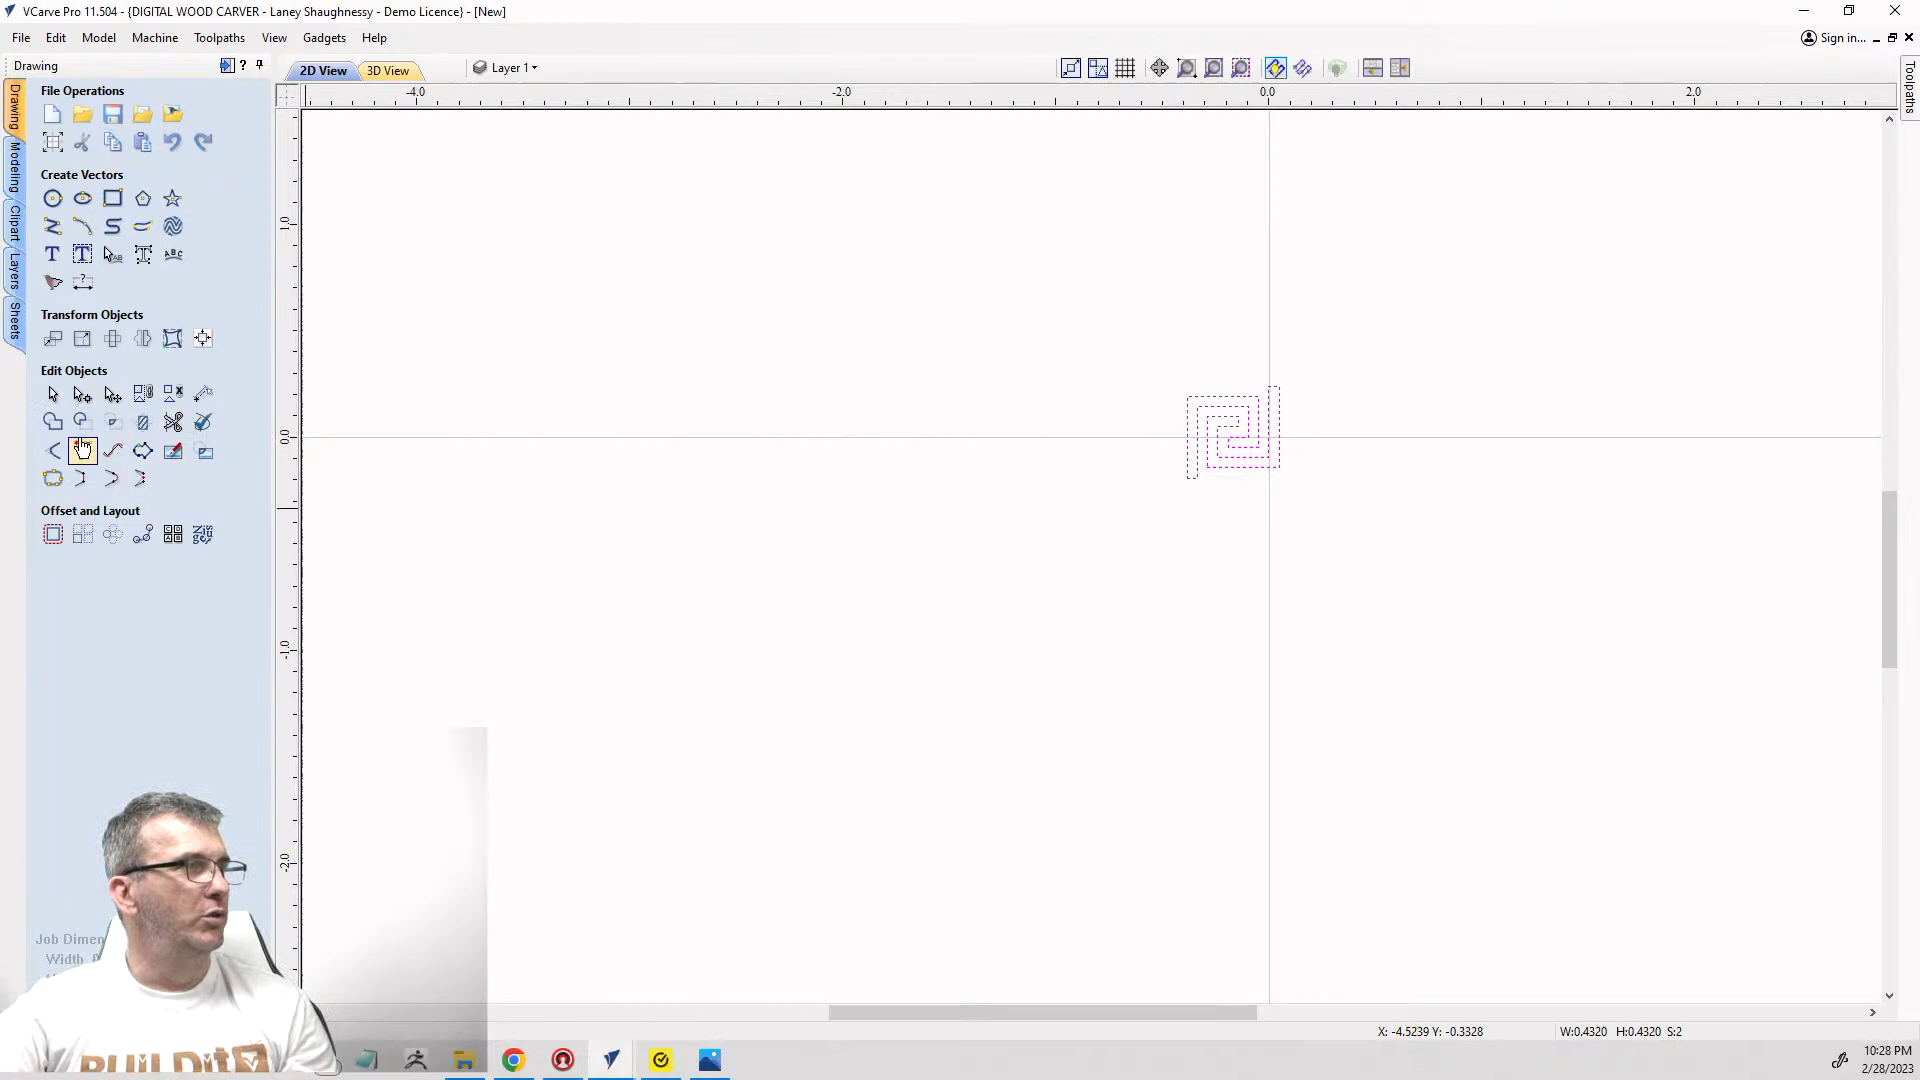 VCarve Pro 11.504 - {DIGITAL WOOD CARVER - Laney Shaughnessy - Demo Licence} - [New]
File Edit Model Machine Toolpaths View Gadgets Help
Sign in...
Drawing
2D View
3D View
Layer 1
Toolpaths
Drawing
Modeling
Clipart
Layers
Sheets
File Operations
Create Vectors
Transform Objects
Edit Objects
Offset and Layout
-4.0
-2.0
0.0
2.0
1.0
0.0
-1.0
-2.0
Job Dimen
Width
X: -4.5239 Y: -0.3328
W:0.4320 H:0.4320 S:2
10:28 PM
2/28/2023